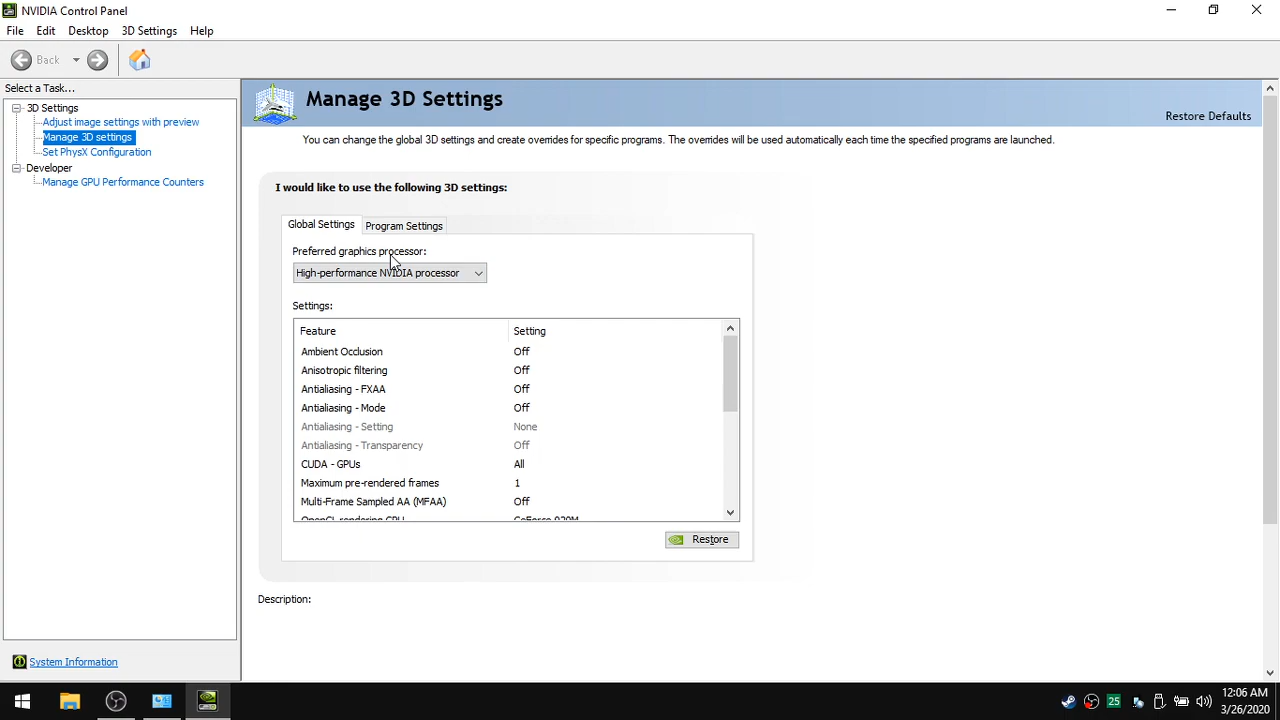 NVIDIA Control Panel
File Edit Desktop 3D Settings Help
Back
Select a Task...
3D Settings
Adjust image settings with preview
Manage 3D settings
Set PhysX Configuration
Developer
Manage GPU Performance Counters
System Information
Manage 3D Settings
Restore Defaults
You can change the global 3D settings and create overrides for specific programs. The overrides will be used automatically each time the specified programs are launched.
I would like to use the following 3D settings:
Global Settings Program Settings
Preferred graphics processor:
High-performance NVIDIA processor
Settings:
Feature Setting
Ambient Occlusion Off
Anisotropic filtering Off
Antialiasing - FXAA Off
Antialiasing - Mode Off
Antialiasing - Setting None
Antialiasing - Transparency Off
CUDA - GPUs All
Maximum pre-rendered frames 1
Multi-Frame Sampled AA (MFAA) Off
OpenGL rendering GPU GeForce 920M
Restore
Description:
25
12:06 AM
3/26/2020